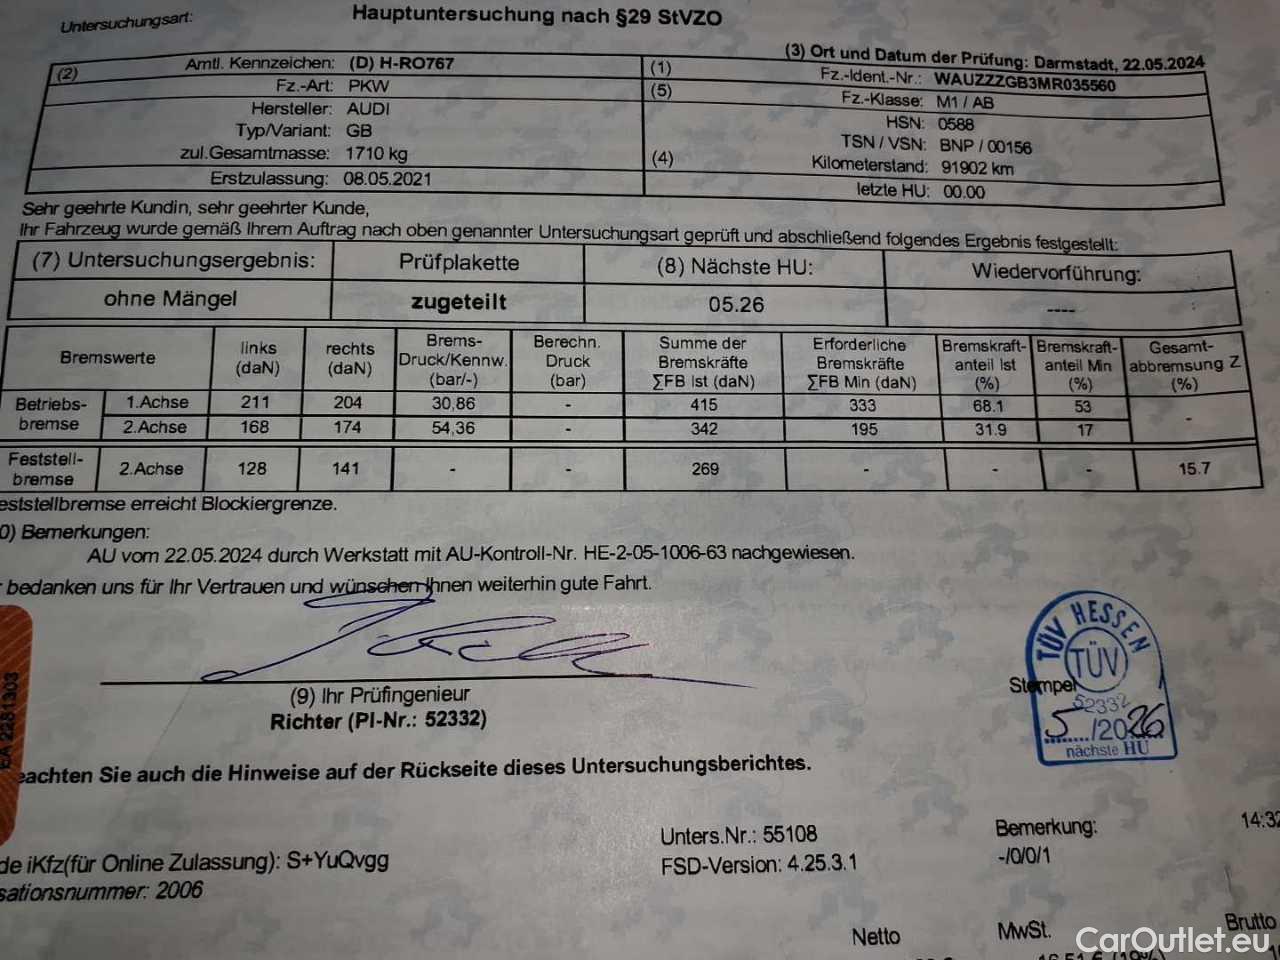 Untersuchungsart: Hauptuntersuchung nach §29 StVZO
(3) Ort und Datum der Prüfung: Darmstadt, 22.05.2024
(2) Amtl. Kennzeichen: (D) H-RO767 (1) Fz.-Ident.-Nr.: WAUZZZGB3MR035560
Fz.-Art: PKW (5) Fz.-Klasse: M1 / AB
Hersteller: AUDI HSN: 0588
Typ/Variant: GB TSN / VSN: BNP / 00156
zul.Gesamtmasse: 1710 kg (4) Kilometerstand: 91902 km
Erstzulassung: 08.05.2021 letzte HU: 00.00
Sehr geehrte Kundin, sehr geehrter Kunde,
Ihr Fahrzeug wurde gemäß Ihrem Auftrag nach oben genannter Untersuchungsart geprüft und abschließend folgendes Ergebnis festgestellt:
(7) Untersuchungsergebnis: Prüfplakette (8) Nächste HU: Wiedervorführung:
ohne Mängel zugeteilt 05.26 ----
Bremswerte links (daN) rechts (daN) Brems-Druck/Kennw. (bar/-) Berechn. Druck (bar) Summe der Bremskräfte ∑FB Ist (daN) Erforderliche Bremskräfte ∑FB Min (daN) Bremskraft-anteil Ist (%) Bremskraft-anteil Min (%) Gesamt-abbremsung Z (%)
Betriebs-bremse 1.Achse 211 204 30,86 - 415 333 68.1 53 -
2.Achse 168 174 54,36 - 342 195 31.9 17
Feststell-bremse 2.Achse 128 141 - - 269 - - - 15.7
eststellbremse erreicht Blockiergrenze.
0) Bemerkungen:
AU vom 22.05.2024 durch Werkstatt mit AU-Kontroll-Nr. HE-2-05-1006-63 nachgewiesen.
r bedanken uns für Ihr Vertrauen und wünschen Ihnen weiterhin gute Fahrt.
(9) Ihr Prüfingenieur
Richter (PI-Nr.: 52332)
Stempel
TÜV HESSEN
TÜV
52332
5/2026
nächste HU
EA 2281303
eachten Sie auch die Hinweise auf der Rückseite dieses Untersuchungsberichtes.
Unters.Nr.: 55108 Bemerkung: 14:32
de iKfz(für Online Zulassung): S+YuQvgg FSD-Version: 4.25.3.1 -/0/0/1
sationsnummer: 2006
Netto MwSt. Brutto
16,51 € (19%)
CarOutlet.eu